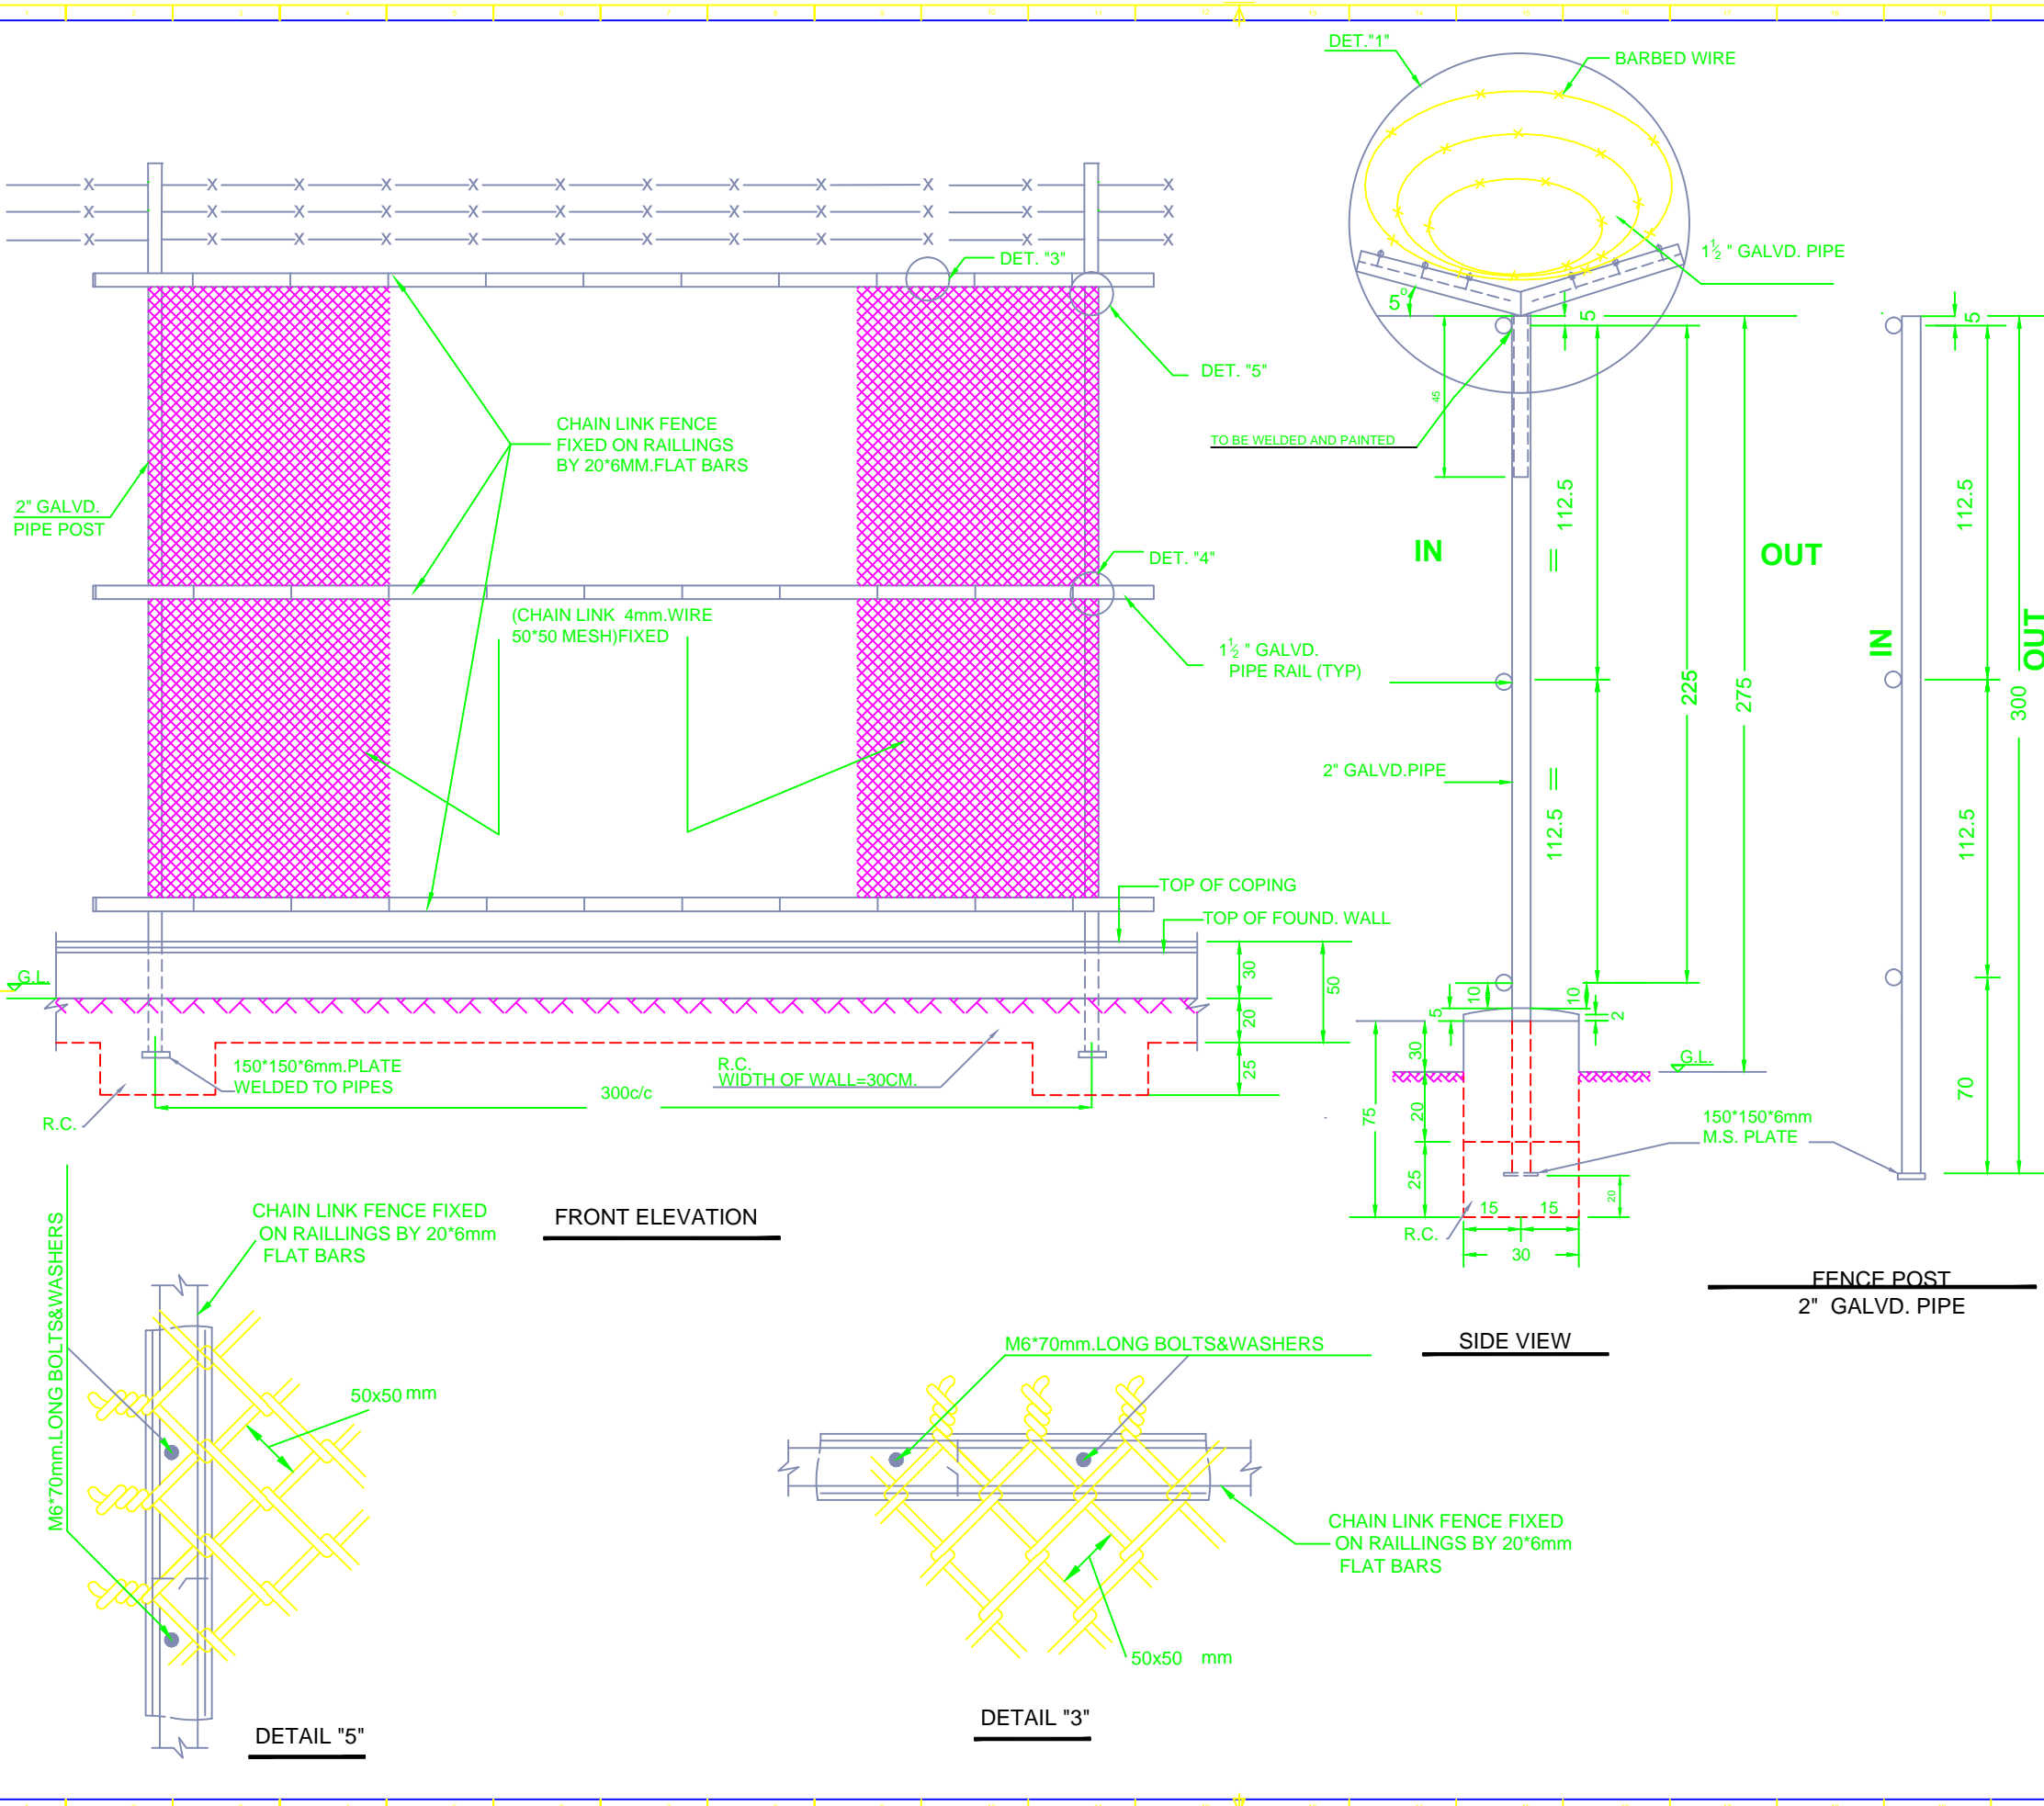 DET."1"
BARBED WIRE
1½" GALVD. PIPE
5°
5
45
TO BE WELDED AND PAINTED
DET. "3"
DET. "5"
CHAIN LINK FENCE
FIXED ON RAILLINGS
BY 20*6MM.FLAT BARS
2" GALVD.
PIPE POST
DET. "4"
(CHAIN LINK 4mm.WIRE
50*50 MESH)FIXED
1½" GALVD.
PIPE RAIL (TYP)
TOP OF COPING
TOP OF FOUND. WALL
G.L.
30
20
50
25
150*150*6mm.PLATE
WELDED TO PIPES
R.C.
WIDTH OF WALL=30CM.
300c/c
R.C.
FRONT ELEVATION
IN
OUT
112.5
=
=
112.5
225
275
2" GALVD.PIPE
10
10
5
2
G.L.
30
20
25
75
150*150*6mm
M.S. PLATE
20
15
15
30
R.C.
SIDE VIEW
5
112.5
112.5
70
300
IN
OUT
FENCE POST
2" GALVD. PIPE
CHAIN LINK FENCE FIXED
ON RAILLINGS BY 20*6mm
FLAT BARS
M6*70mm.LONG BOLTS&WASHERS
50x50 mm
DETAIL "5"
M6*70mm.LONG BOLTS&WASHERS
CHAIN LINK FENCE FIXED
ON RAILLINGS BY 20*6mm
FLAT BARS
50x50 mm
DETAIL "3"